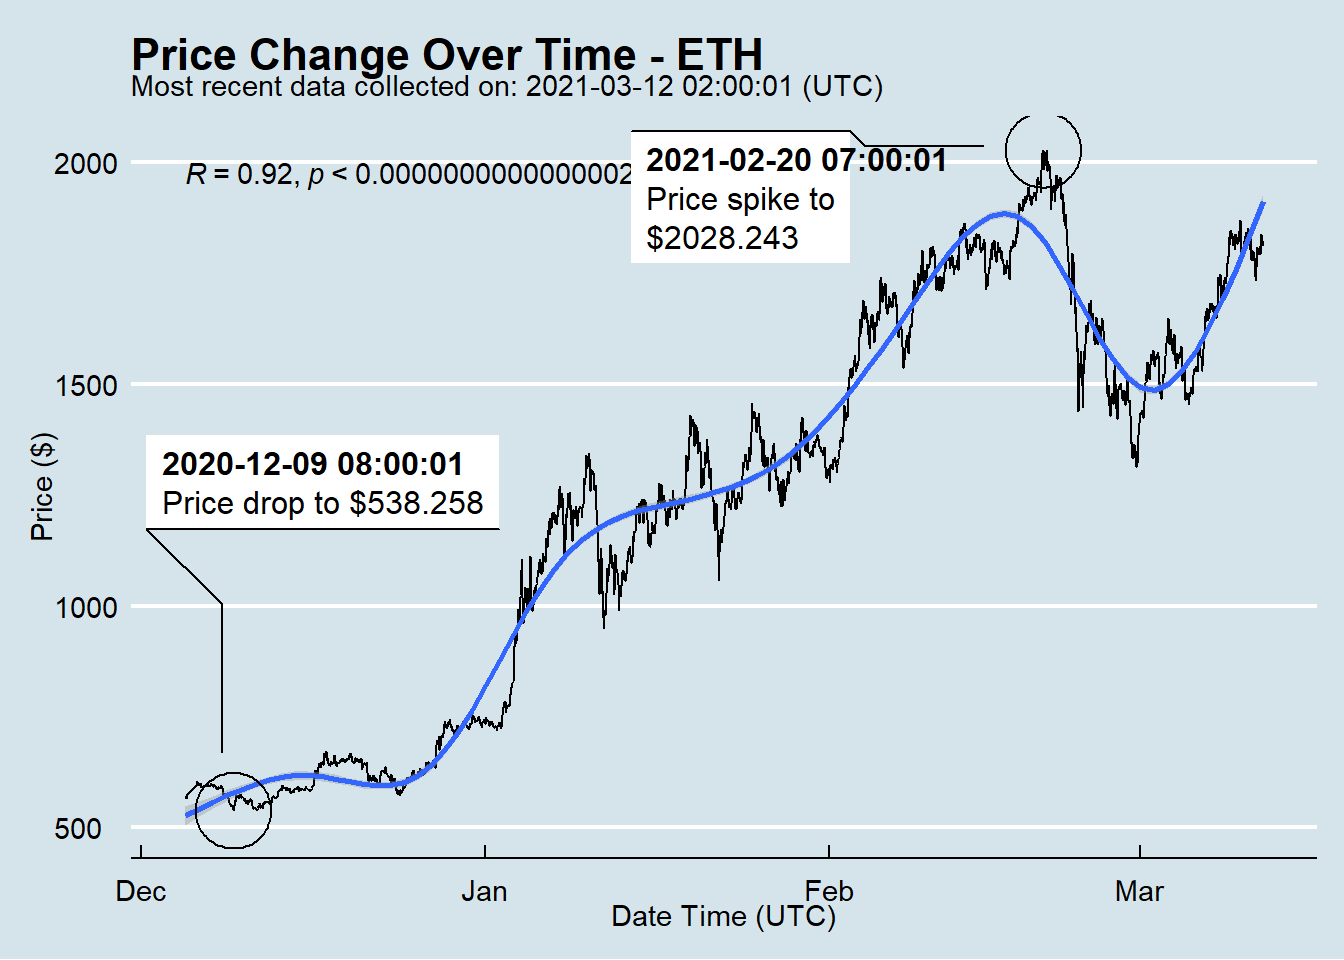 Price Change Over Time - ETH
Most recent data collected on: 2021-03-12 02:00:01 (UTC)
R = 0.92, p < 0.0000000000000002
2021-02-20 07:00:01
Price spike to
$2028.243
2020-12-09 08:00:01
Price drop to $538.258
Price ($)
2000
1500
1000
500
Dec
Jan
Feb
Mar
Date Time (UTC)